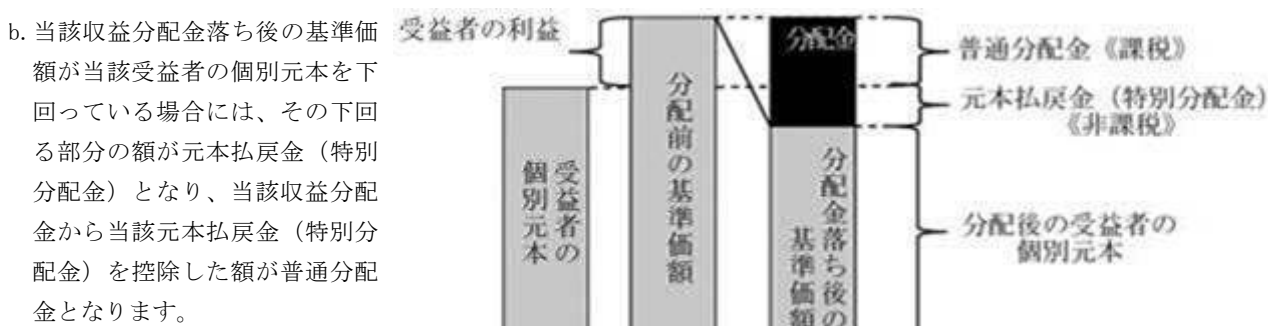 b. 当該収益分配金落ち後の基準価
額が当該受益者の個別元本を下
回っている場合には、その下回
る部分の額が元本払戻金（特別
分配金）となり、当該収益分配
金から当該元本払戻金（特別分
配金）を控除した額が普通分配
金となります。
受益者の利益
受益者の
個別元本
分配前の基準価額
分配金
分配金落ち後の
基準価額
普通分配金《課税》
元本払戻金（特別分配金）
《非課税》
分配後の受益者の
個別元本